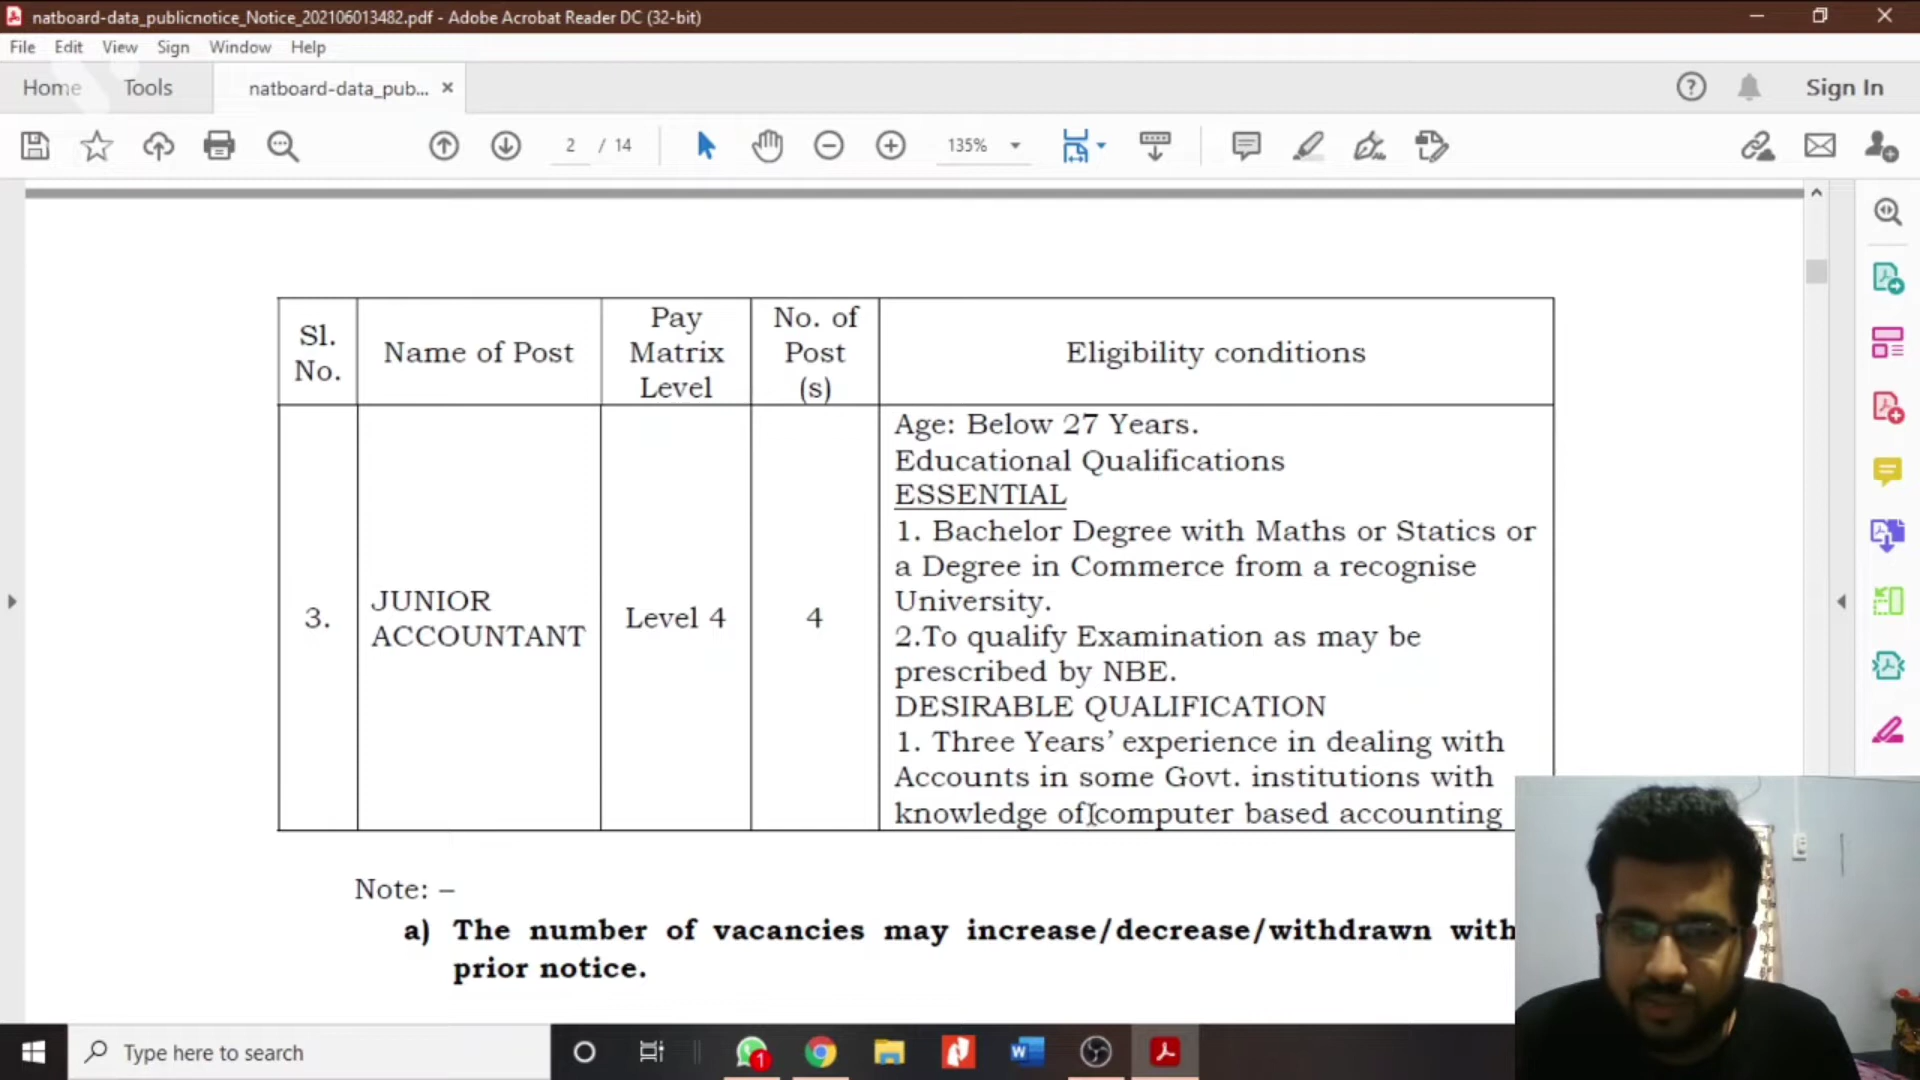 natboard-data_publicnotice_Notice_202106013482.pdf - Adobe Acrobat Reader DC (32-bit)
File Edit View Sign Window Help
Home Tools natboard-data_pub... × Sign In
2 / 14 135%
Sl. No. Name of Post Pay Matrix Level No. of Post (s) Eligibility conditions
3. JUNIOR ACCOUNTANT Level 4 4
Age: Below 27 Years.
Educational Qualifications
ESSENTIAL
1. Bachelor Degree with Maths or Statics or
a Degree in Commerce from a recognise
University.
2.To qualify Examination as may be
prescribed by NBE.
DESIRABLE QUALIFICATION
1. Three Years’ experience in dealing with
Accounts in some Govt. institutions with
knowledge of computer based accounting
Note: –
a) The number of vacancies may increase/decrease/withdrawn with
prior notice.
Type here to search
1